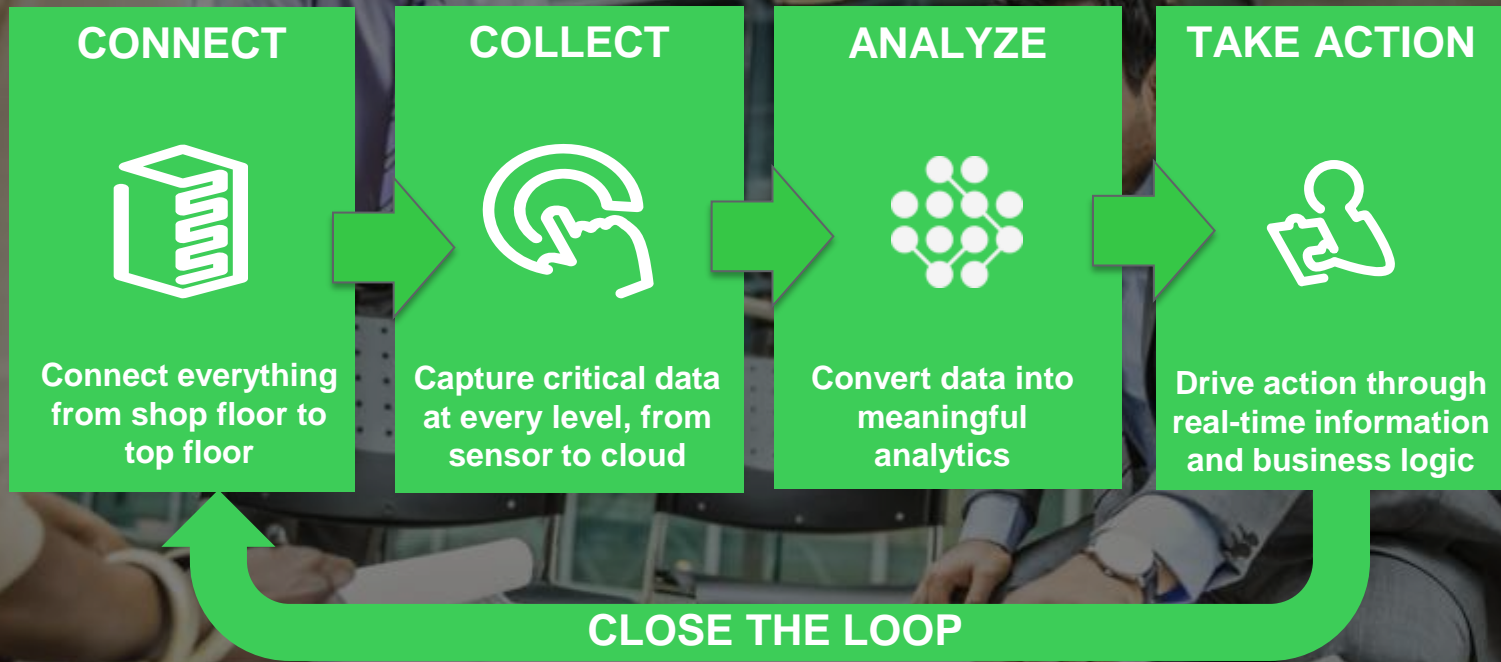 CONNECT
Connect everything
from shop floor to
top floor
COLLECT
Capture critical data
at every level, from
sensor to cloud
ANALYZE
Convert data into
meaningful
analytics
TAKE ACTION
Drive action through
real-time information
and business logic
CLOSE THE LOOP